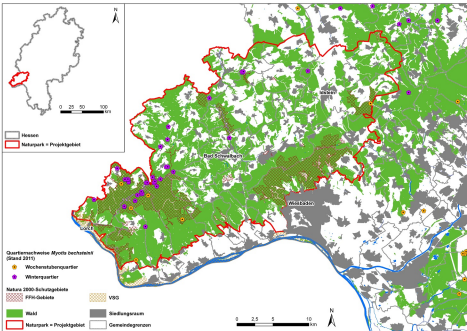 N
0 25 50 100
km
Hessen
Naturpark = Projektgebiet
Idstein
Bad Schwalbach
Wiesbaden
Lorch
Quartiernachweise Myotis bechsteinii
(Stand 2011)
Wochenstubenquartier
Winterquartier
Natura 2000-Schutzgebiete
FFH-Gebiete
VSG
Wald
Siedlungsraum
Naturpark = Projektgebiet
Gemeindegrenzen
N
0 2,5 5 10
km